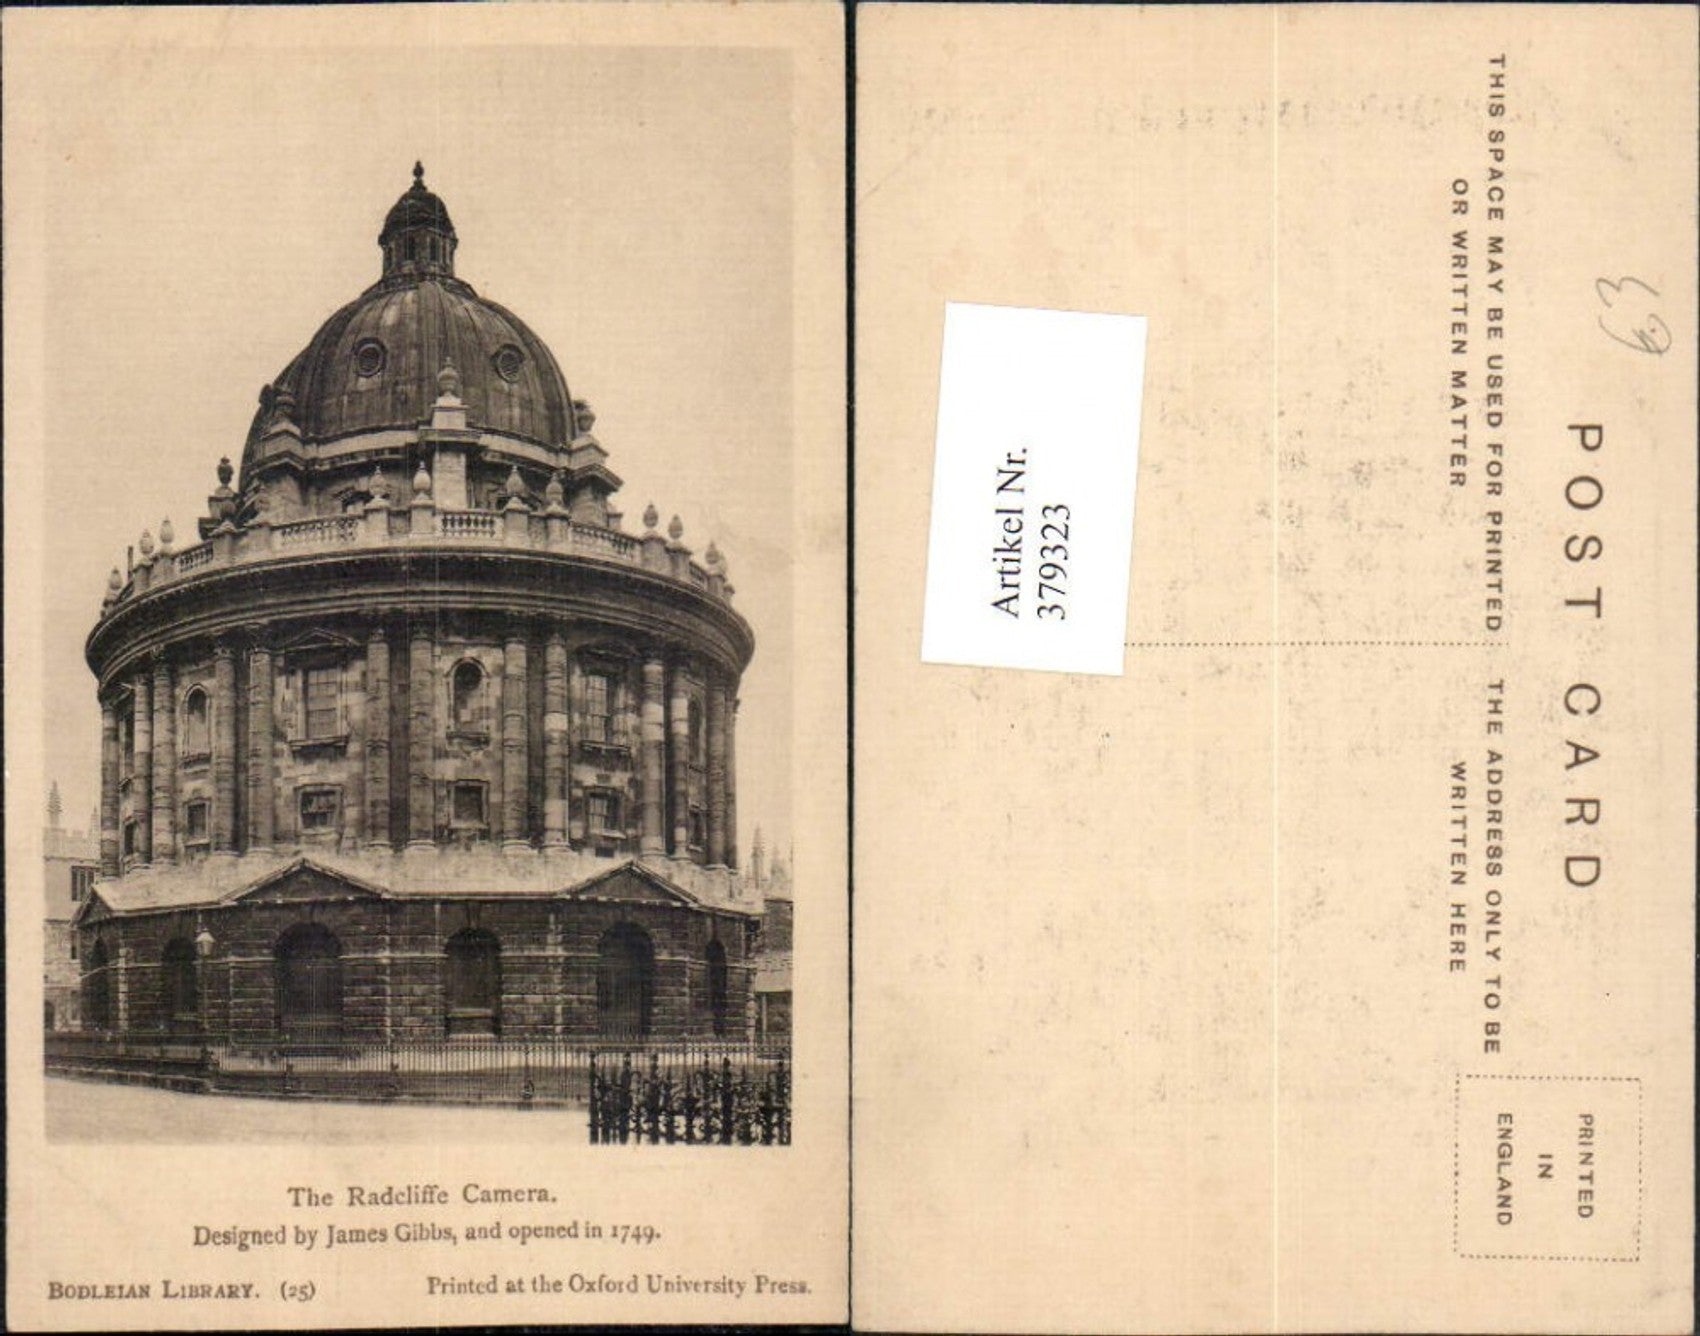 The Radcliffe Camera.
Designed by James Gibbs, and opened in 1749.
BODLEIAN LIBRARY. (25) Printed at the Oxford University Press.
POST CARD
THIS SPACE MAY BE USED FOR PRINTED
OR WRITTEN MATTER
THE ADDRESS ONLY TO BE
WRITTEN HERE
PRINTED
IN
ENGLAND
Artikel Nr.
379323